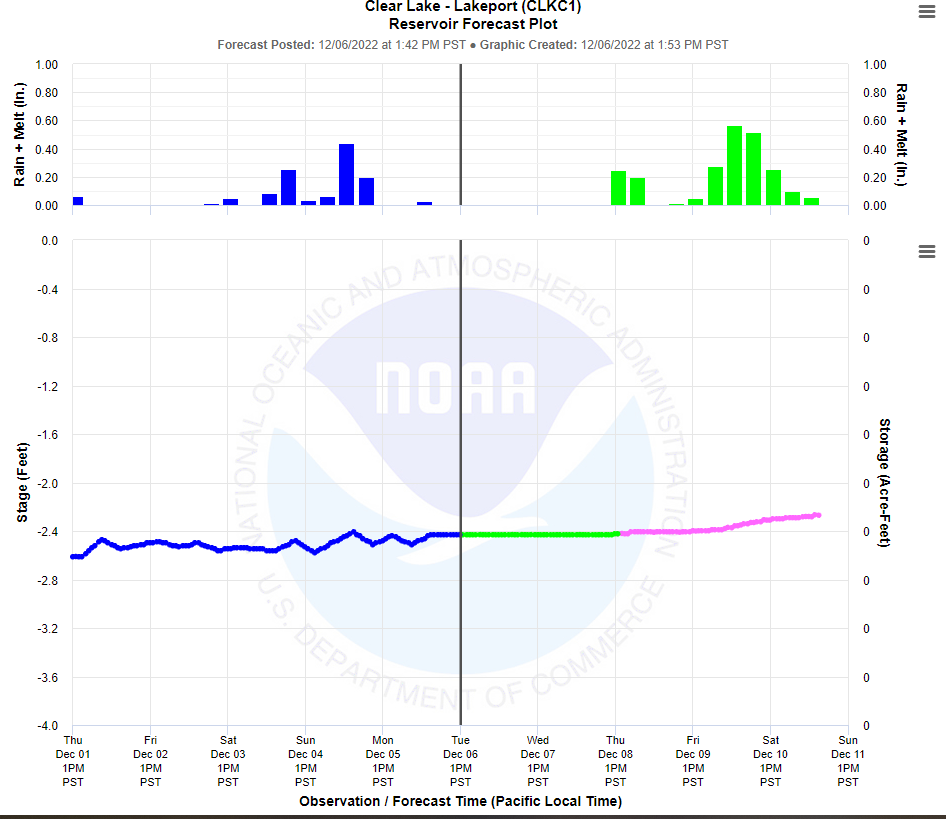 Clear Lake - Lakeport (CLKC1)
Reservoir Forecast Plot
Forecast Posted: 12/06/2022 at 1:42 PM PST ● Graphic Created: 12/06/2022 at 1:53 PM PST
Rain + Melt (In.)
1.00
0.80
0.60
0.40
0.20
0.00
1.00
0.80
0.60
0.40
0.20
0.00
Rain + Melt (In.)
Stage (Feet)
0.0
-0.4
-0.8
-1.2
-1.6
-2.0
-2.4
-2.8
-3.2
-3.6
-4.0
NATIONAL OCEANIC AND ATMOSPHERIC ADMINISTRATION
NOAA
U.S. DEPARTMENT OF COMMERCE
0
0
0
0
0
0
0
0
0
0
0
Storage (Acre-Feet)
Thu Fri Sat Sun Mon Tue Wed Thu Fri Sat Sun
Dec 01 Dec 02 Dec 03 Dec 04 Dec 05 Dec 06 Dec 07 Dec 08 Dec 09 Dec 10 Dec 11
1PM 1PM 1PM 1PM 1PM 1PM 1PM 1PM 1PM 1PM 1PM
PST PST PST PST PST PST PST PST PST PST PST
Observation / Forecast Time (Pacific Local Time)